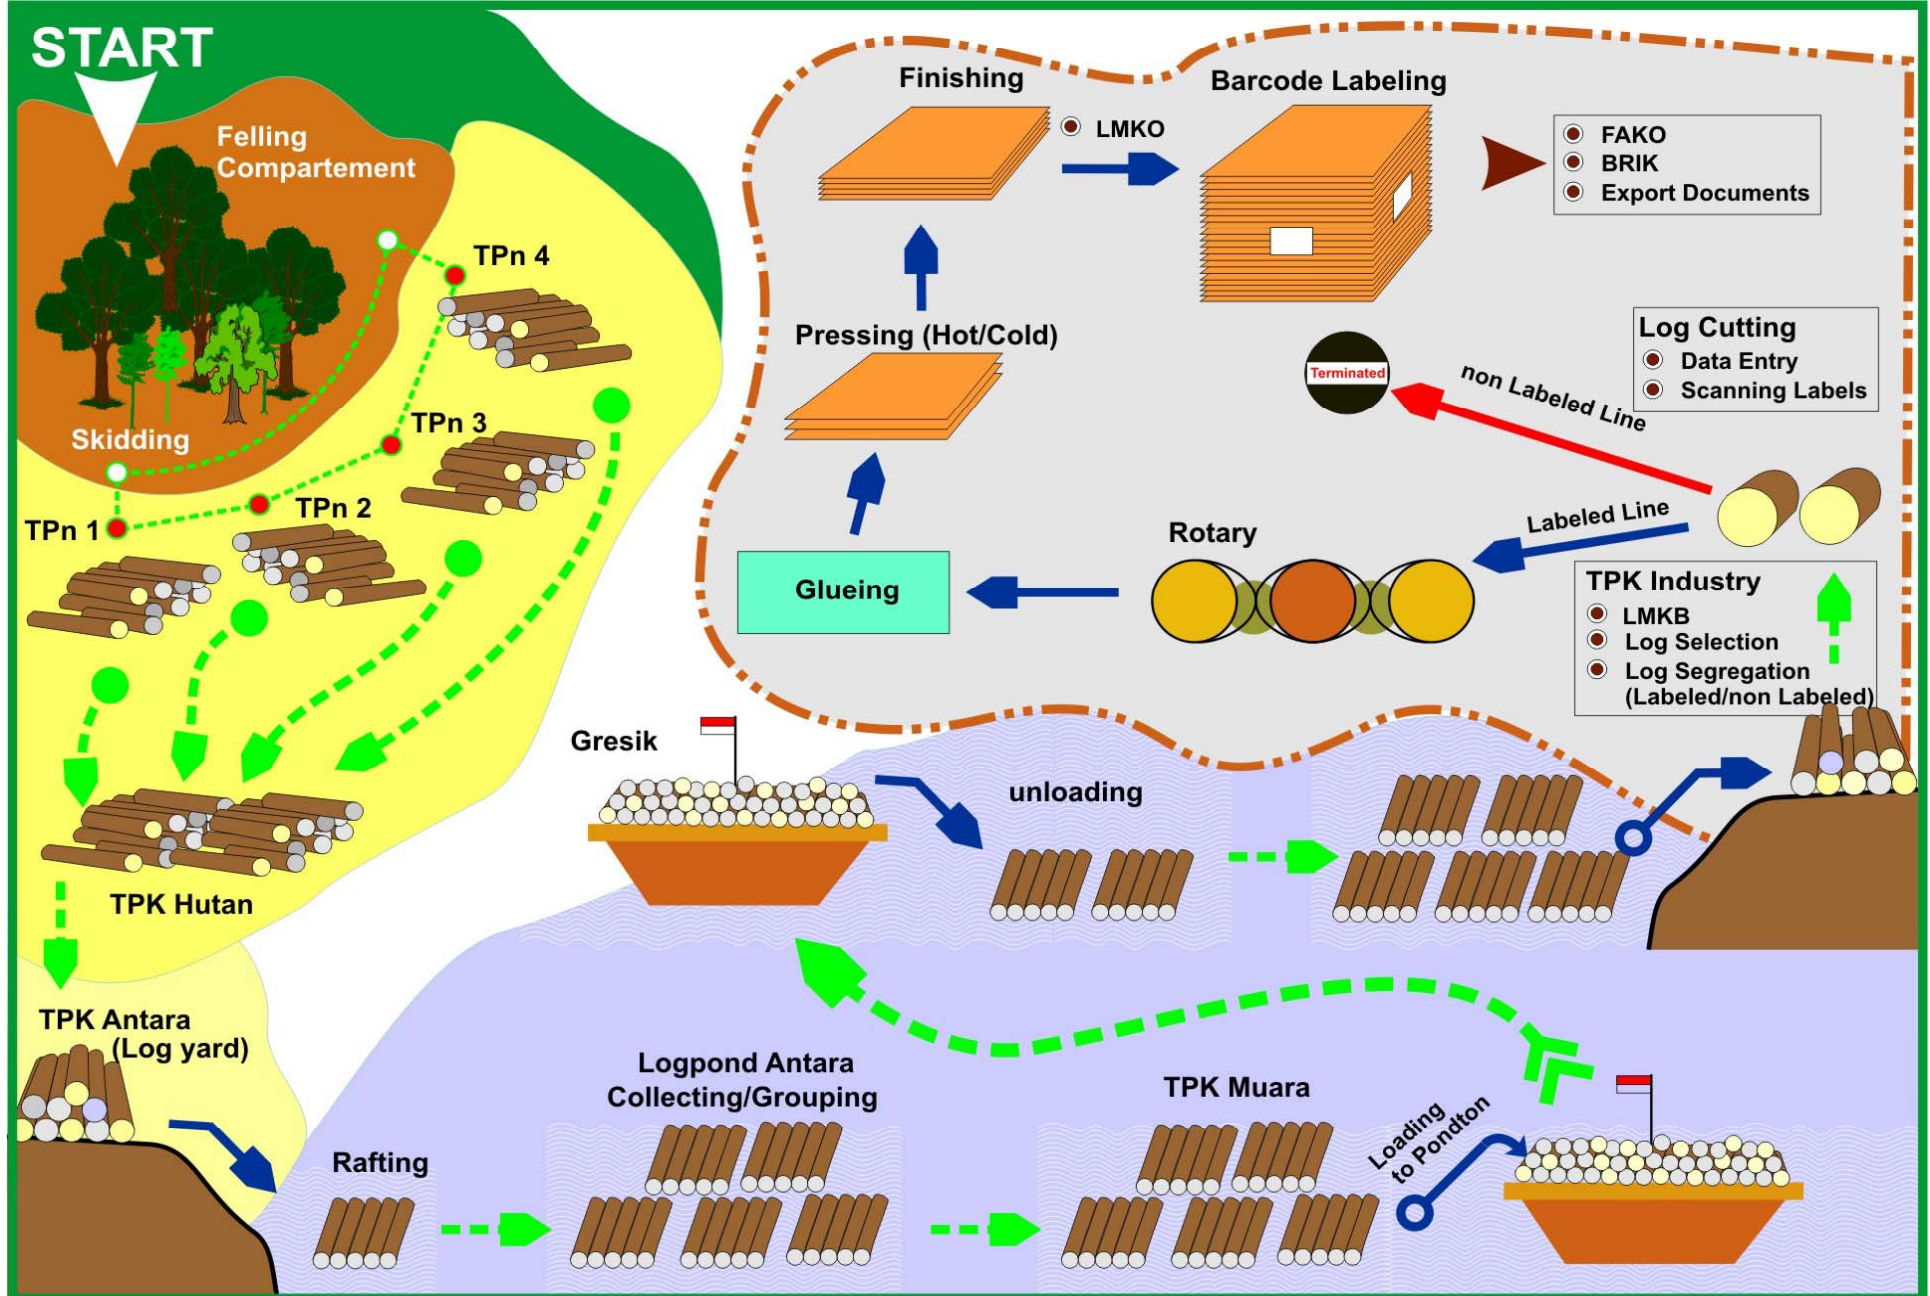 START
Felling
Compartement
Skidding
TPn 4
TPn 3
TPn 2
TPn 1
TPK Hutan
TPK Antara
(Log yard)
Rafting
Logpond Antara
Collecting/Grouping
TPK Muara
Loading
to Pondton
Gresik
unloading
TPK Industry
LMKB
Log Selection
Log Segregation
(Labeled/non Labeled)
Log Cutting
Data Entry
Scanning Labels
non Labeled Line
Terminated
Labeled Line
Rotary
Glueing
Pressing (Hot/Cold)
Finishing
LMKO
Barcode Labeling
FAKO
BRIK
Export Documents